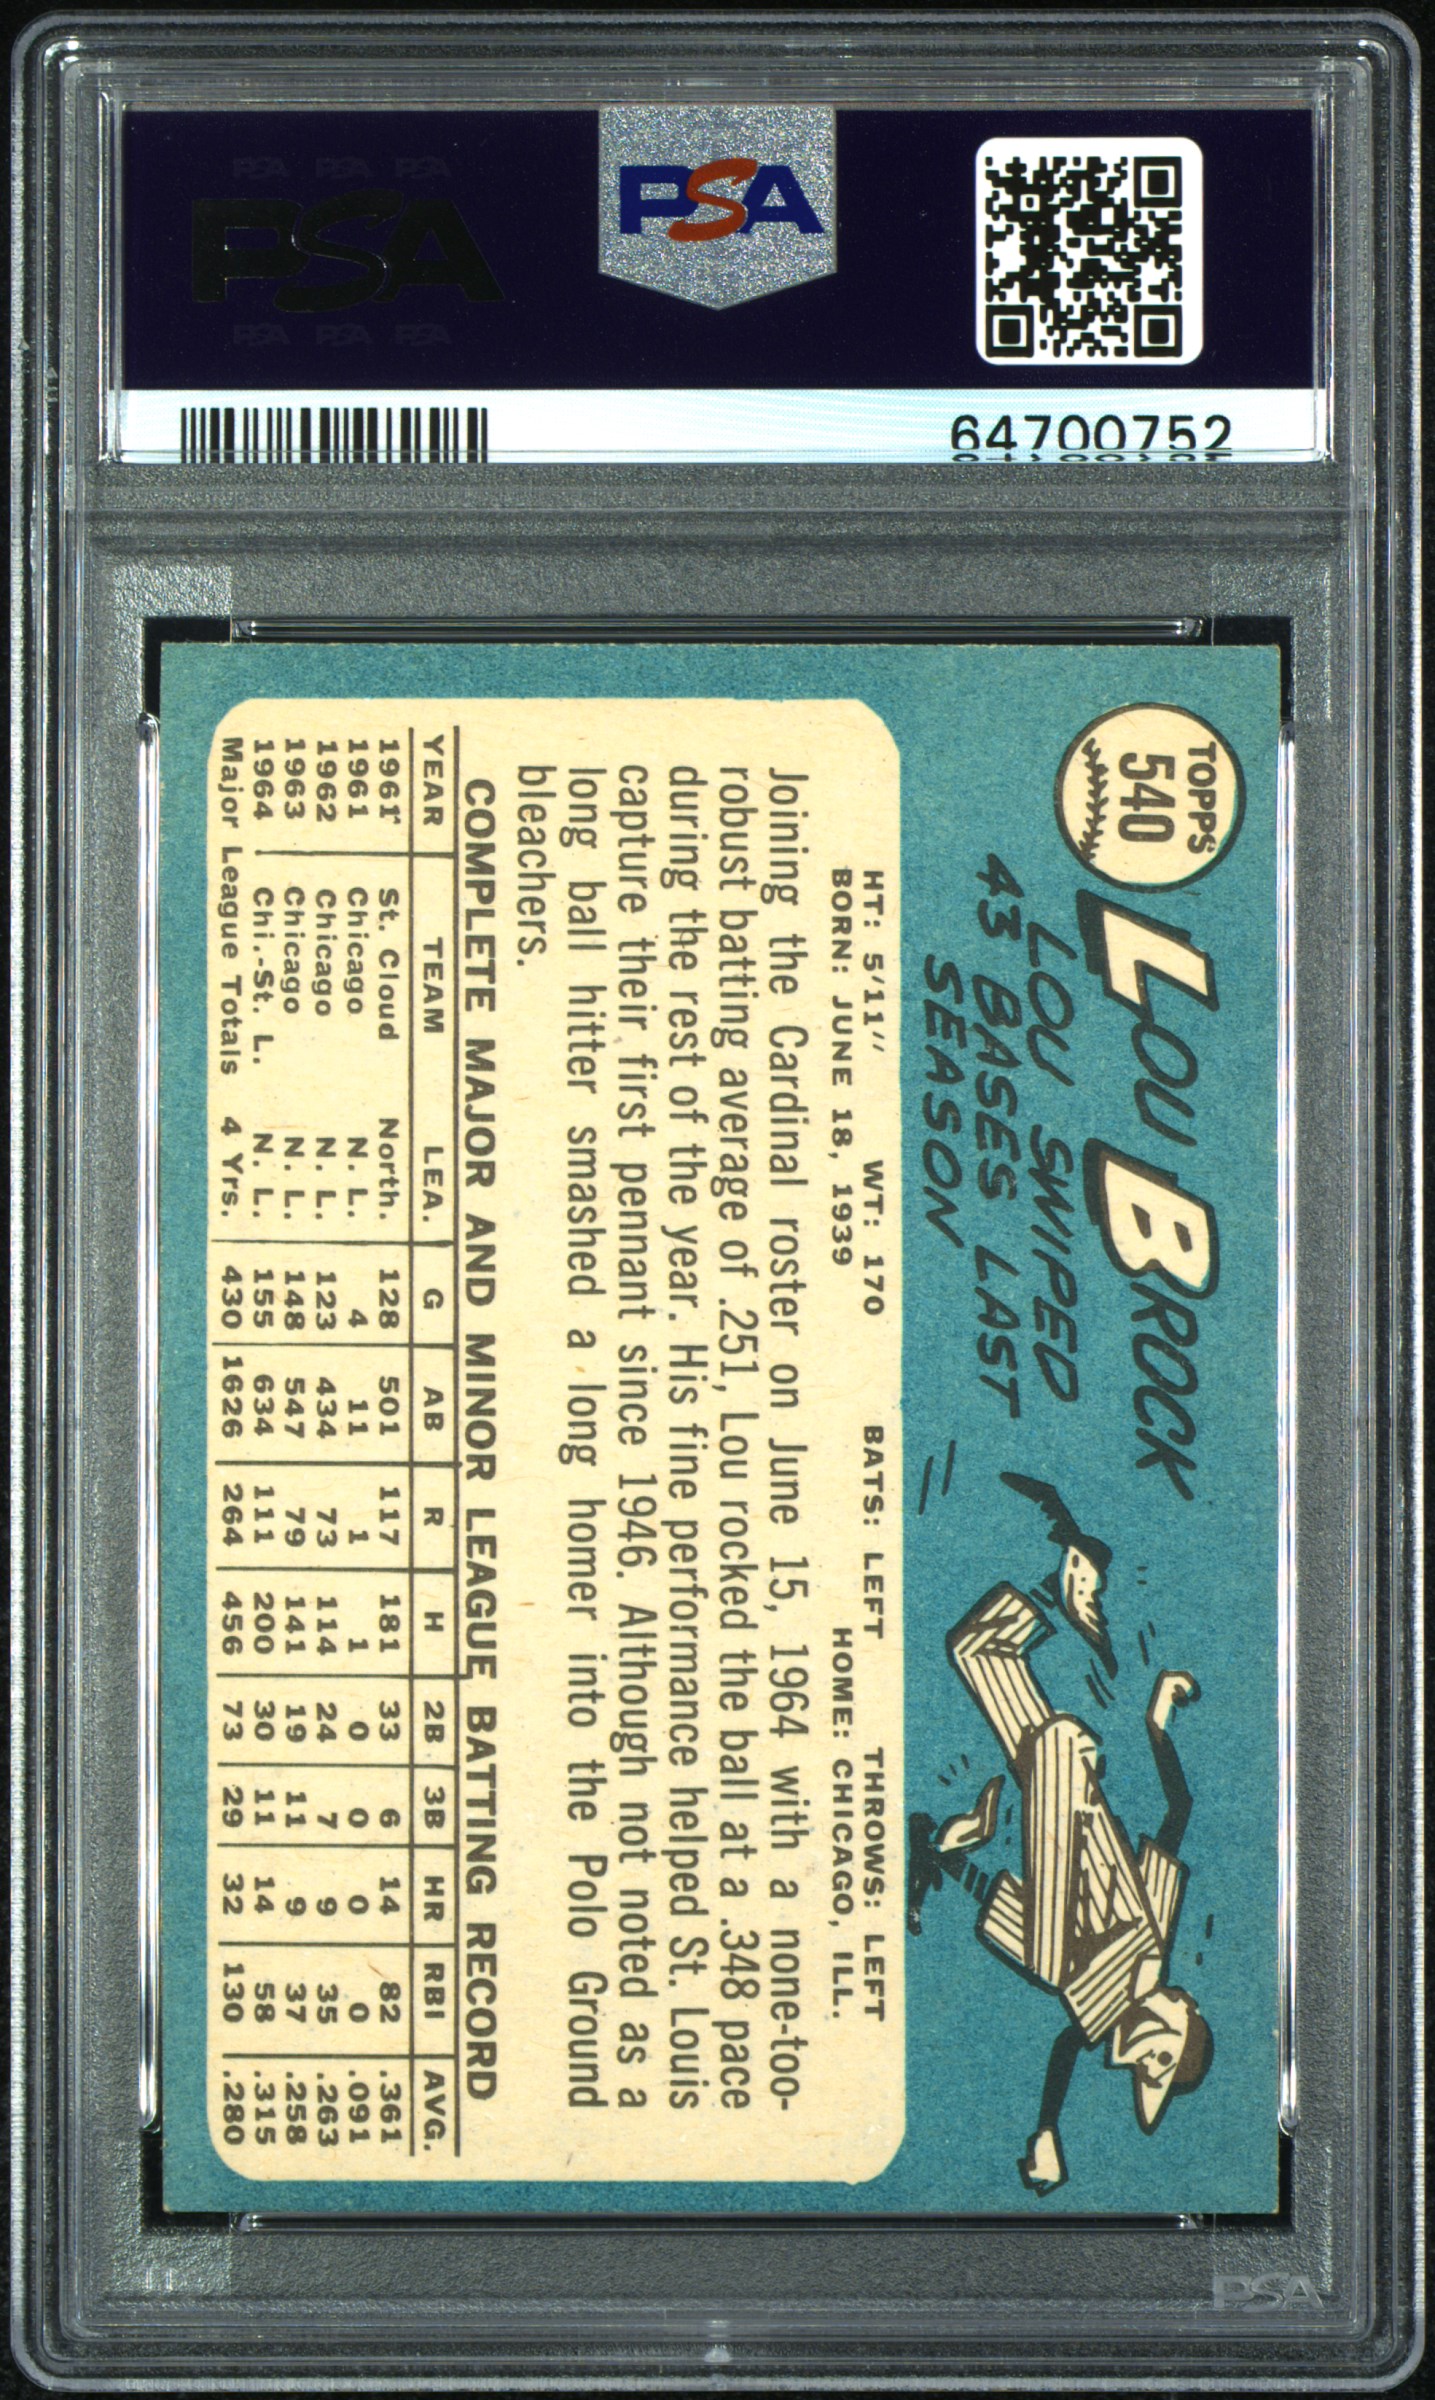 PSA PSA PSA
PSA
PSA PSA PSA
PSA
64700752
TOPPS
540
LOU BROCK
LOU SWIPED
43 BASES LAST
SEASON
HT: 5'11" WT: 170 BATS: LEFT THROWS: LEFT
BORN: JUNE 18, 1939 HOME: CHICAGO, ILL.
Joining the Cardinal roster on June 15, 1964 with a none-too-
robust batting average of .251, Lou rocked the ball at a .348 pace
during the rest of the year. His fine performance helped St. Louis
capture their first pennant since 1946. Although not noted as a
long ball hitter smashed a long homer into the Polo Ground
bleachers.
COMPLETE MAJOR AND MINOR LEAGUE BATTING RECORD
YEAR TEAM LEA. G AB R H 2B 3B HR RBI AVG.
1961 St. Cloud North. 128 501 117 181 33 6 14 82 .361
1961 Chicago N. L. 4 11 1 1 0 0 0 0 .091
1962 Chicago N. L. 123 434 73 114 24 7 9 35 .263
1963 Chicago N. L. 148 547 79 141 19 11 9 37 .258
1964 Chi.-St. L. N. L. 155 634 111 200 30 11 14 58 .315
Major League Totals 4 Yrs. 430 1626 264 456 73 29 32 130 .280
PSA